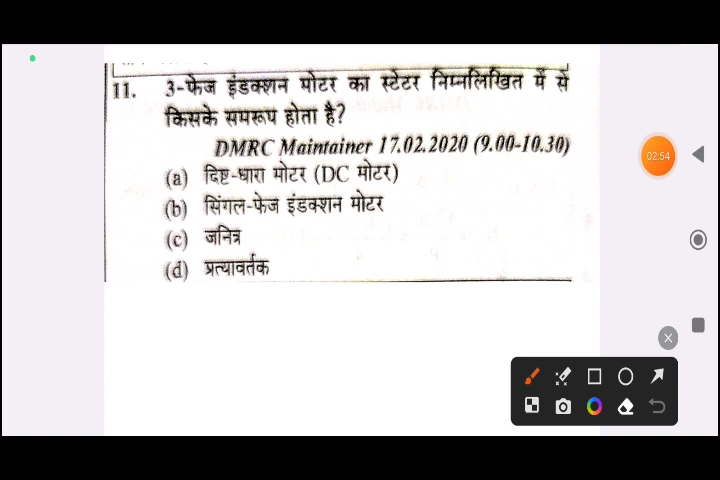 11. 3-फेज इंडक्शन मोटर का स्टेटर निम्नलिखित में से
किसके समरूप होता है?
DMRC Maintainer 17.02.2020 (9.00-10.30)
(a) दिष्ट-धारा मोटर (DC मोटर)
(b) सिंगल-फेज इंडक्शन मोटर
(c) जनित्र
(d) प्रत्यावर्तक
02:54